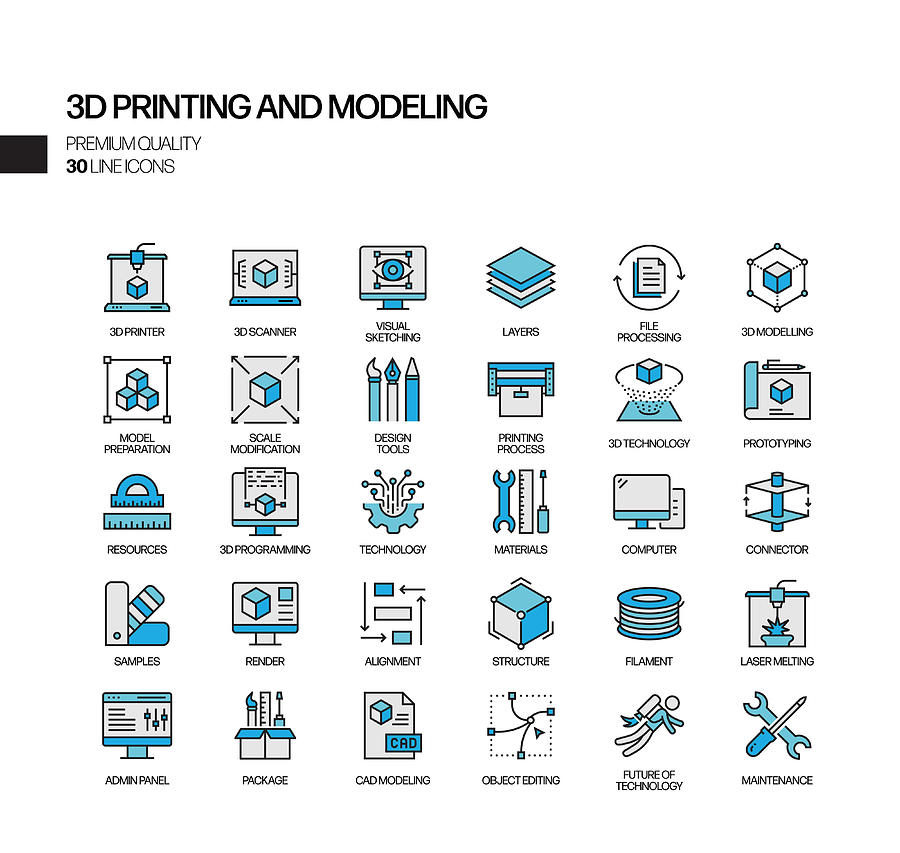 3D PRINTING AND MODELING
PREMIUM QUALITY
30 LINE ICONS
3D PRINTER
3D SCANNER
VISUAL
SKETCHING
LAYERS
FILE
PROCESSING
3D MODELLING
MODEL
PREPARATION
SCALE
MODIFICATION
DESIGN
TOOLS
PRINTING
PROCESS
3D TECHNOLOGY
PROTOTYPING
RESOURCES
3D PROGRAMMING
TECHNOLOGY
MATERIALS
COMPUTER
CONNECTOR
SAMPLES
RENDER
ALIGNMENT
STRUCTURE
FILAMENT
LASER MELTING
CAD
ADMIN PANEL
PACKAGE
CAD MODELING
OBJECT EDITING
FUTURE OF
TECHNOLOGY
MAINTENANCE